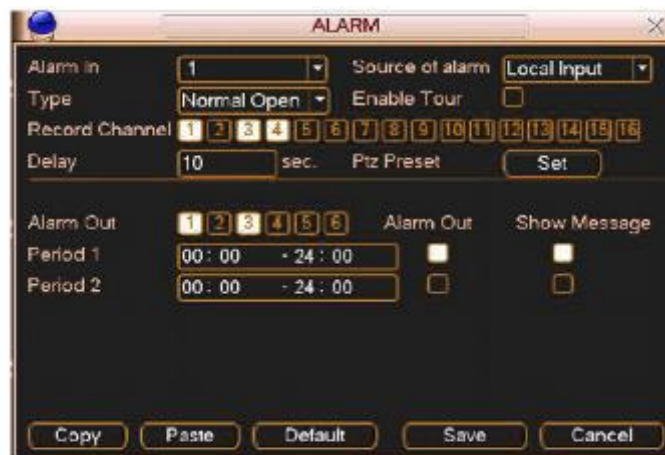 ALARM
Alarm In 1 Source of alarm Local Input
Type Normal Open Enable Tour
Record Channel 1 2 3 4 5 6 7 8 9 10 11 12 13 14 15 16
Delay 10 sec. Ptz Preset Set
Alarm Out 1 2 3 4 5 6 Alarm Out Show Message
Period 1 00: 00 - 24: 00
Period 2 00: 00 - 24: 00
Copy Paste Default Save Cancel